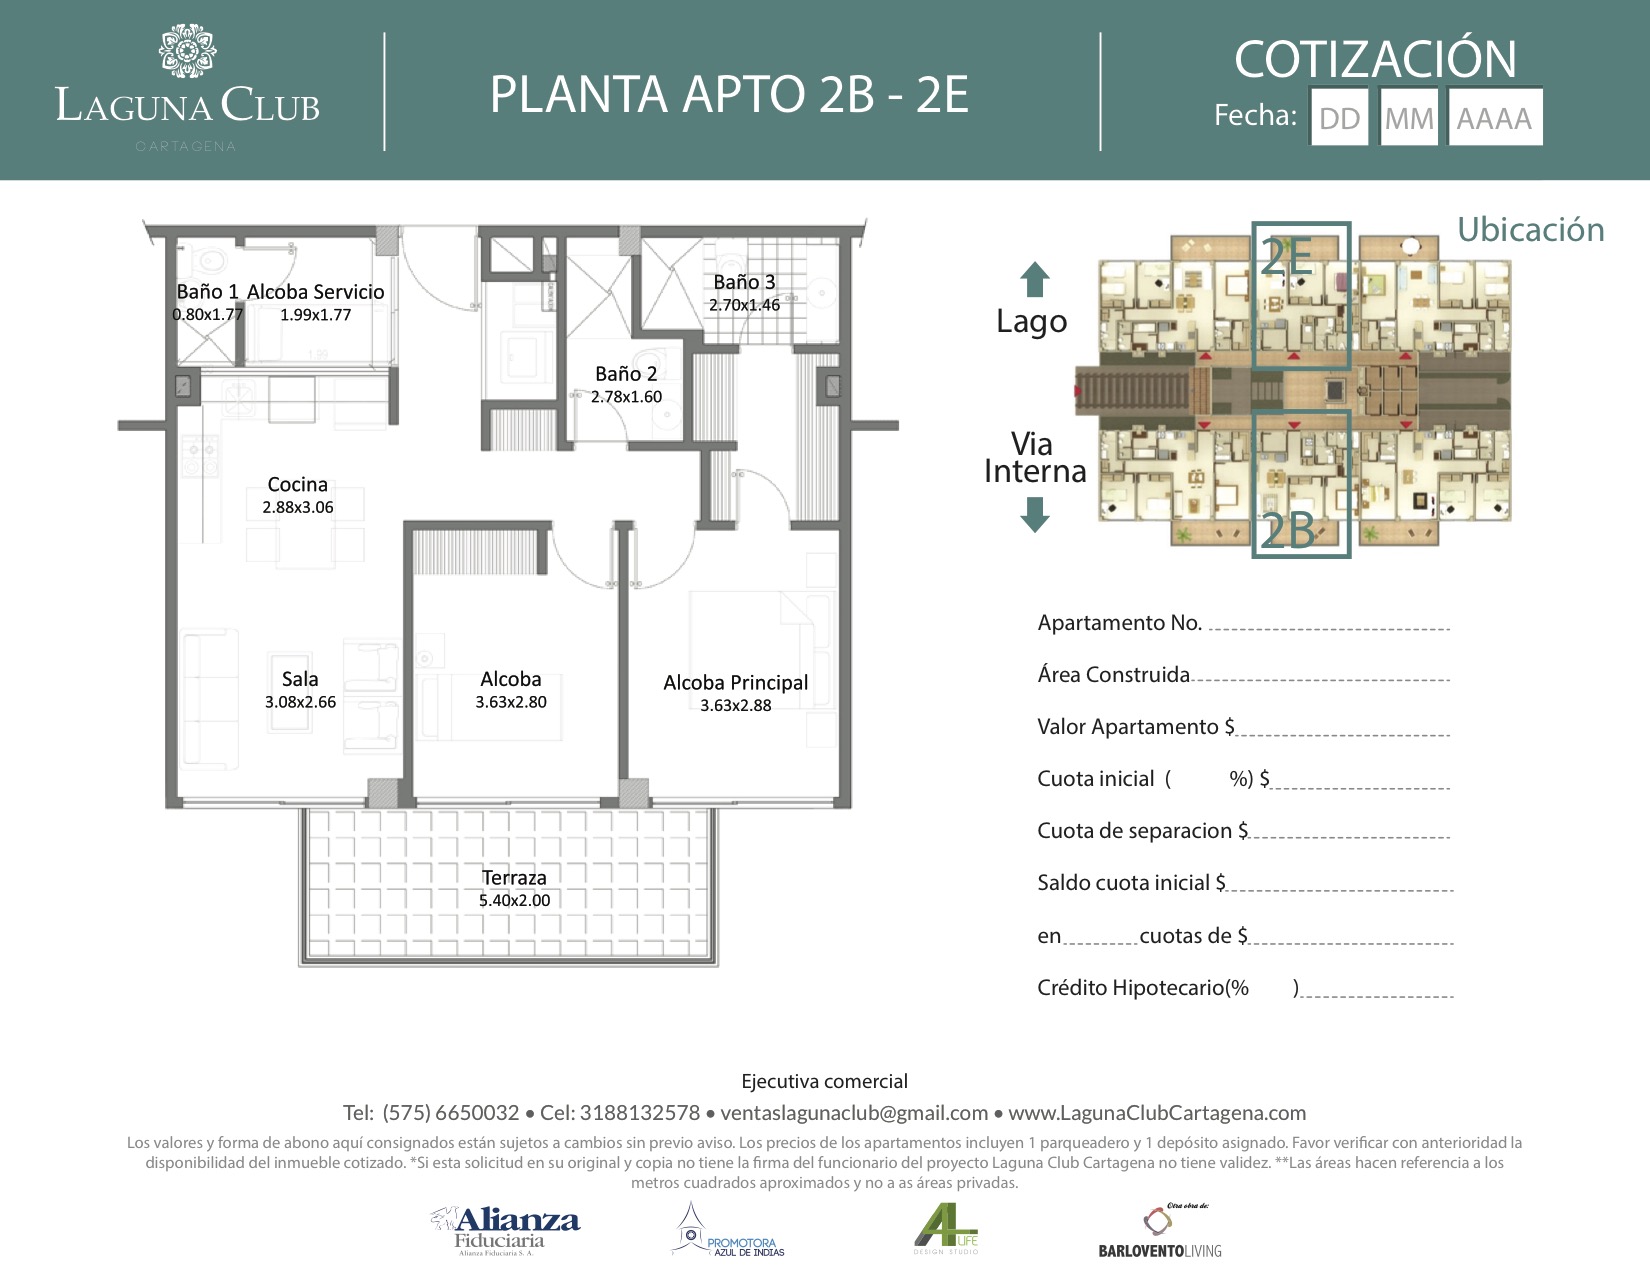 LAGUNA CLUB
CARTAGENA
PLANTA APTO 2B - 2E
COTIZACIÓN
Fecha: DD MM AAAA
Baño 1
0.80x1.77
Alcoba Servicio
1.99x1.77
1.99
Baño 3
2.70x1.46
Baño 2
2.78x1.60
Cocina
2.88x3.06
Sala
3.08x2.66
Alcoba
3.63x2.80
Alcoba Principal
3.63x2.88
Terraza
5.40x2.00
Ubicación
2E
Lago
Via
Interna
2B
Apartamento No.
Área Construida
Valor Apartamento $
Cuota inicial ( %) $
Cuota de separacion $
Saldo cuota inicial $
en cuotas de $
Crédito Hipotecario(% )
Ejecutiva comercial
Tel: (575) 6650032 • Cel: 3188132578 • ventaslagunaclub@gmail.com • www.LagunaClubCartagena.com
Los valores y forma de abono aquí consignados están sujetos a cambios sin previo aviso. Los precios de los apartamentos incluyen 1 parqueadero y 1 depósito asignado. Favor verificar con anterioridad la
disponibilidad del inmueble cotizado. *Si esta solicitud en su original y copia no tiene la firma del funcionario del proyecto Laguna Club Cartagena no tiene validez. **Las áreas hacen referencia a los
metros cuadrados aproximados y no a as áreas privadas.
Alianza
Fiduciaria
Alianza Fiduciaria S. A.
PROMOTORA
AZUL DE INDIAS
A4 LIFE
DESIGN STUDIO
Otra obra de:
BARLOVENTO LIVING